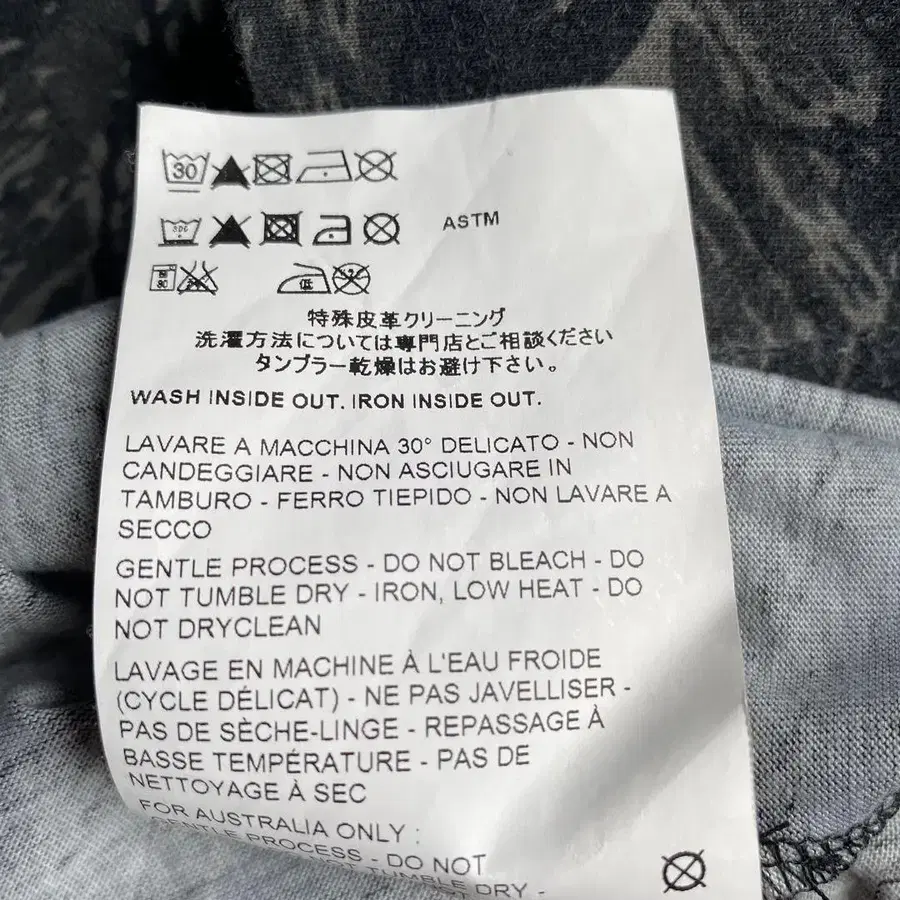 30
ASTM
低
特殊皮革クリーニング
洗濯方法については専門店とご相談ください
タンブラー乾燥はお避け下さい。
WASH INSIDE OUT. IRON INSIDE OUT.
LAVARE A MACCHINA 30° DELICATO - NON
CANDEGGIARE - NON ASCIUGARE IN
TAMBURO - FERRO TIEPIDO - NON LAVARE A
SECCO
GENTLE PROCESS - DO NOT BLEACH - DO
NOT TUMBLE DRY - IRON, LOW HEAT - DO
NOT DRYCLEAN
LAVAGE EN MACHINE À L'EAU FROIDE
(CYCLE DÉLICAT) - NE PAS JAVELLISER -
PAS DE SÈCHE-LINGE - REPASSAGE À
BASSE TEMPÉRATURE - PAS DE
NETTOYAGE À SEC
FOR AUSTRALIA ONLY :
GENTLE PROCESS - DO NOT
TUMBLE DRY -